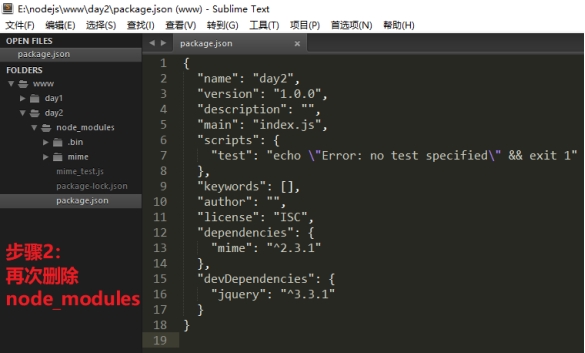 E:\nodejs\www\day2\package.json (www) - Sublime Text
文件(F) 编辑(E) 选择(S) 查找(I) 查看(V) 转到(G) 工具(T) 项目(P) 首选项(N) 帮助(H)
OPEN FILES
package.json
FOLDERS
www
day1
day2
node_modules
.bin
mime
mime_test.js
package-lock.json
package.json
步骤2:
再次删除
node_modules
package.json ×
1 {
2 "name": "day2",
3 "version": "1.0.0",
4 "description": "",
5 "main": "index.js",
6 "scripts": {
7 "test": "echo \"Error: no test specified\" && exit 1"
8 },
9 "keywords": [],
10 "author": "",
11 "license": "ISC",
12 "dependencies": {
13 "mime": "^2.3.1"
14 },
15 "devDependencies": {
16 "jquery": "^3.3.1"
17 }
18 }
19